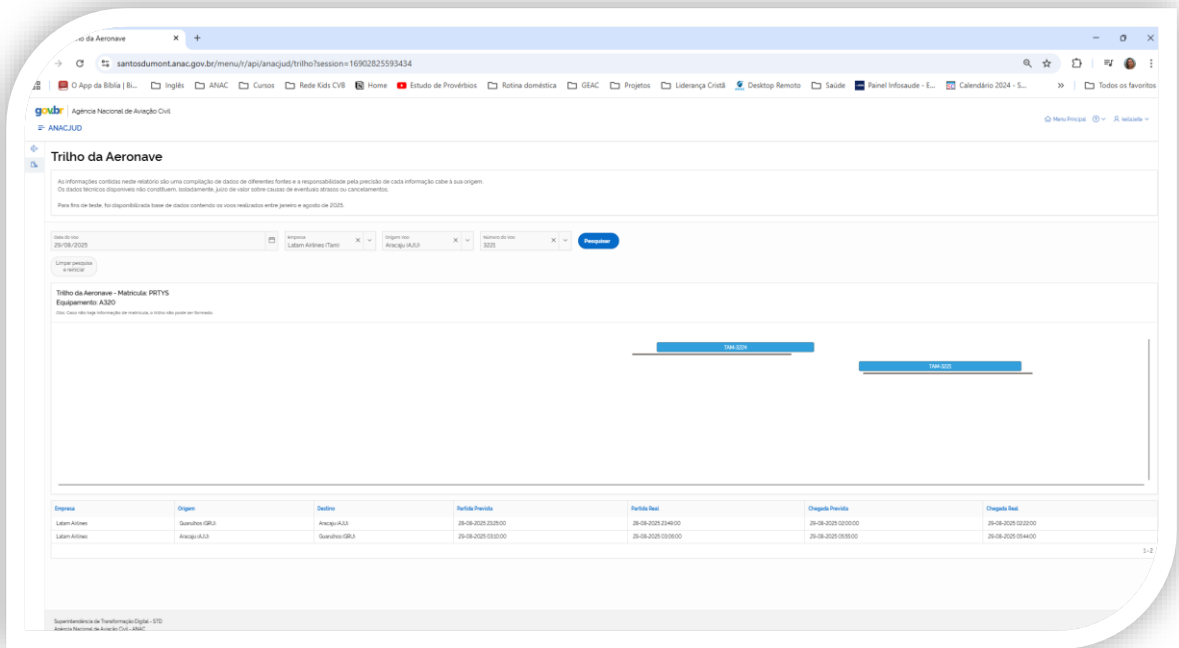 ho da Aeronave
santosdumont.anac.gov.br/menu/r/api/anacjud/trilho?session=16902825593434
O App da Bíblia | Bi... Inglês ANAC Cursos Rede Kids CVB Home Estudo de Provérbios Rotina doméstica GEAC Projetos Liderança Cristã Desktop Remoto Saúde Painel Infosaude - E... Calendário 2024 - S... » Todos os favoritos
gov.br Agência Nacional de Aviação Civil
ANACJUD
Menu Principal
Trilho da Aeronave
As informações contidas neste relatório são uma compilação de dados de diferentes fontes e a responsabilidade pela precisão de cada informação cabe à sua origem.
Os dados técnicos disponíveis não constituem, isoladamente, juízo de valor sobre causas de eventuais atrasos ou cancelamentos.
Para fins de teste, foi disponibilizada base de dados contendo os voos realizados entre janeiro e agosto de 2025.
Data do Voo Empresa Origem Voo Número do Voo
29/08/2025 Latam Airlines (Tam) Aracaju (AJU) 3221 Pesquisar
Limpar pesquisa
e reiniciar
Trilho da Aeronave - Matrícula: PRTYS
Equipamento: A320
Obs: Caso não haja informação de matrícula, o trilho não pode ser formado.
TAM-3224
TAM-3221
Empresa Origem Destino Partida Prevista Partida Real Chegada Prevista Chegada Real
Latam Airlines Guarulhos (GRU) Aracaju (AJU) 28-08-2025 23:25:00 28-08-2025 23:49:00 29-08-2025 02:00:00 29-08-2025 02:22:00
Latam Airlines Aracaju (AJU) Guarulhos (GRU) 29-08-2025 03:10:00 29-08-2025 03:06:00 29-08-2025 05:44:00
1-2
Superintendência de Transformação Digital - STD
Agência Nacional de Aviação Civil - ANAC